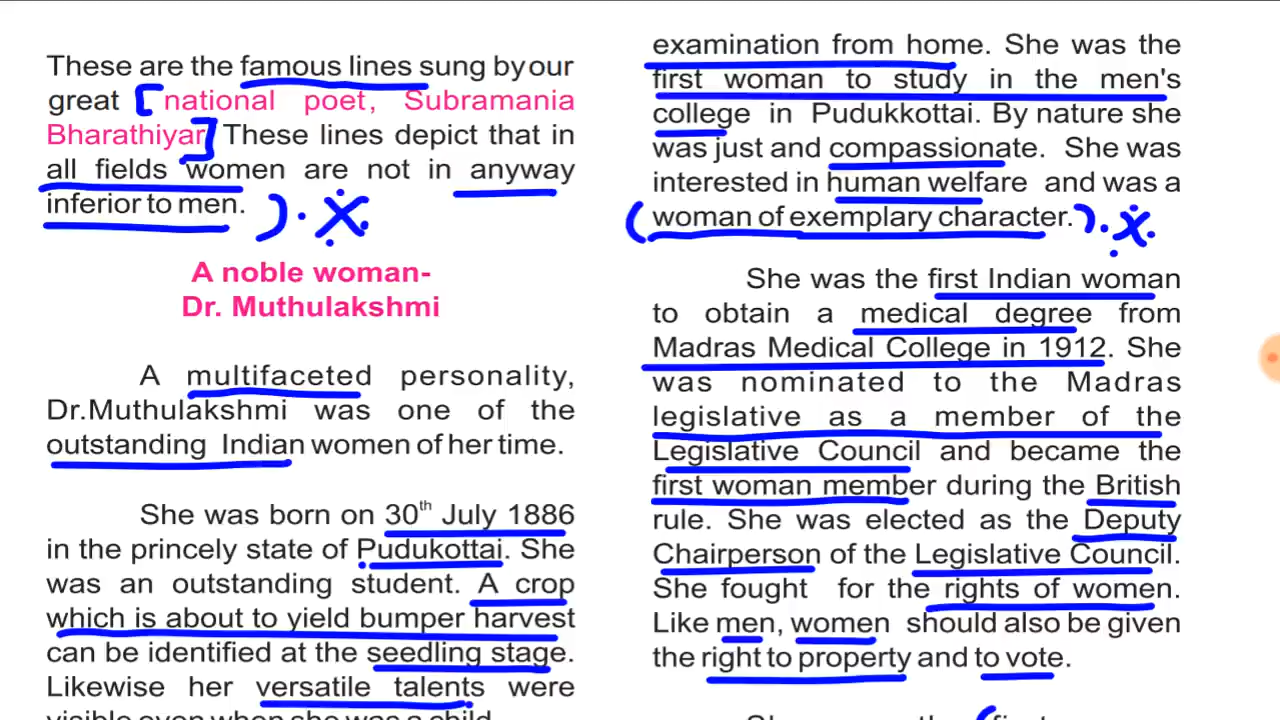 These are the famous lines sung by our
great national poet, Subramania
Bharathiyar. These lines depict that in
all fields women are not in anyway
inferior to men.
A noble woman-
Dr. Muthulakshmi
A multifaceted personality,
Dr.Muthulakshmi was one of the
outstanding Indian women of her time.
She was born on 30th July 1886
in the princely state of Pudukottai. She
was an outstanding student. A crop
which is about to yield bumper harvest
can be identified at the seedling stage.
Likewise her versatile talents were
visible even when she was a child.
examination from home. She was the
first woman to study in the men's
college in Pudukkottai. By nature she
was just and compassionate. She was
interested in human welfare and was a
woman of exemplary character.
She was the first Indian woman
to obtain a medical degree from
Madras Medical College in 1912. She
was nominated to the Madras
legislative as a member of the
Legislative Council and became the
first woman member during the British
rule. She was elected as the Deputy
Chairperson of the Legislative Council.
She fought for the rights of women.
Like men, women should also be given
the right to property and to vote.
first